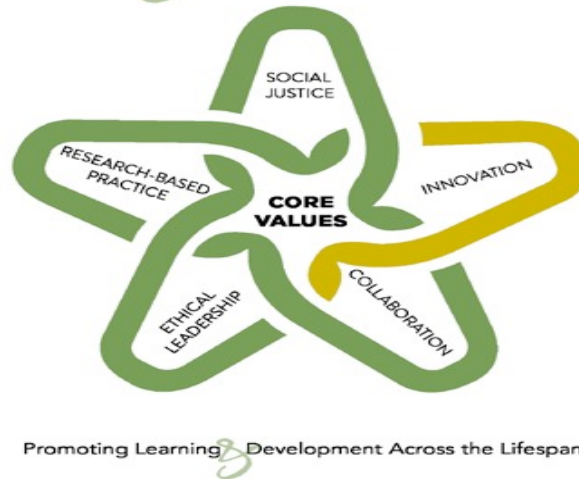 SOCIAL
JUSTICE
RESEARCH-BASED
PRACTICE
INNOVATION
CORE
VALUES
ETHICAL
LEADERSHIP
COLLABORATION
Promoting Learning & Development Across the Lifespan